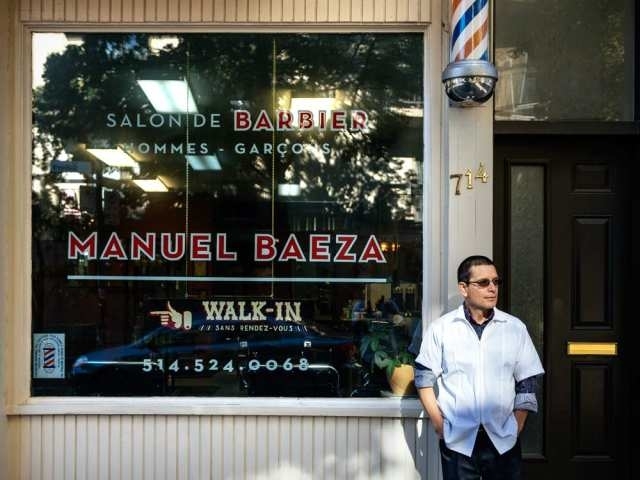 SALON DE BARBIER
HOMMES - GARÇONS
714
MANUEL BAEZA
WALK-IN
// SANS RENDEZ-VOUS \\
514.524.0068